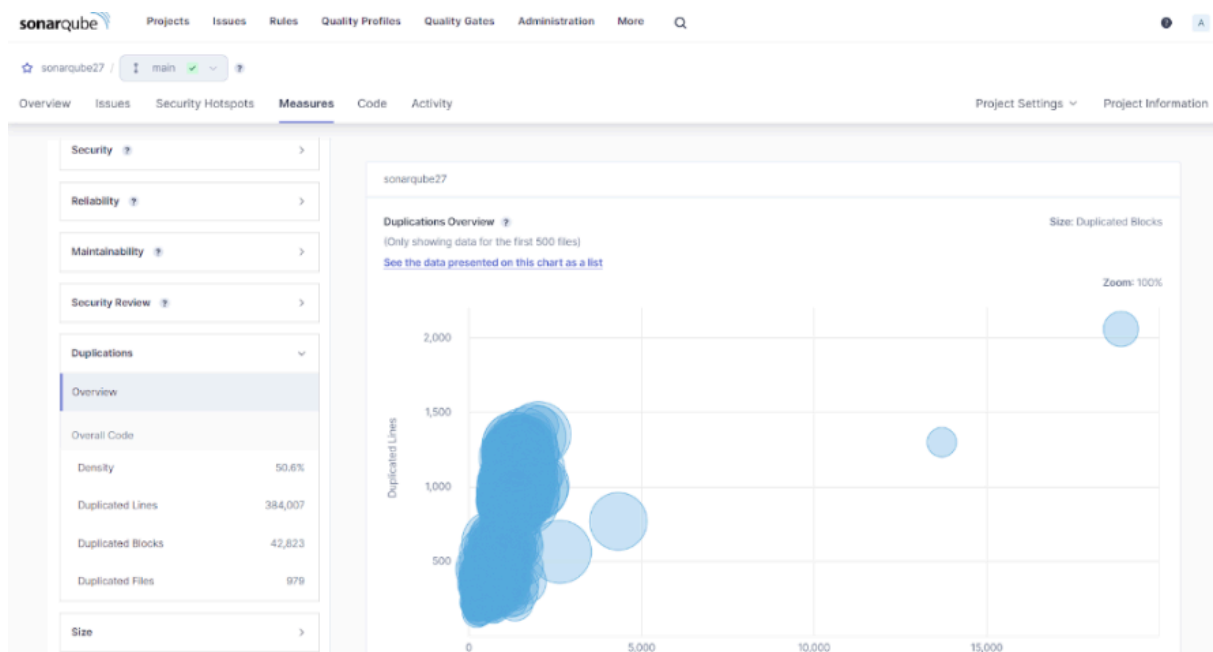 sonarqube Projects Issues Rules Quality Profiles Quality Gates Administration More ? A
sonarqube27 / main ?
Overview Issues Security Hotspots Measures Code Activity Project Settings Project Information
Security ?
Reliability ?
Maintainability ?
Security Review ?
Duplications
Overview
Overall Code
Density 50.6%
Duplicated Lines 384,007
Duplicated Blocks 42,823
Duplicated Files 979
Size
sonarqube27
Duplications Overview ? Size: Duplicated Blocks
(Only showing data for the first 500 files)
See the data presented on this chart as a list
Zoom: 100%
2,000
1,500
1,000
500
Duplicated Lines
0 5,000 10,000 15,000